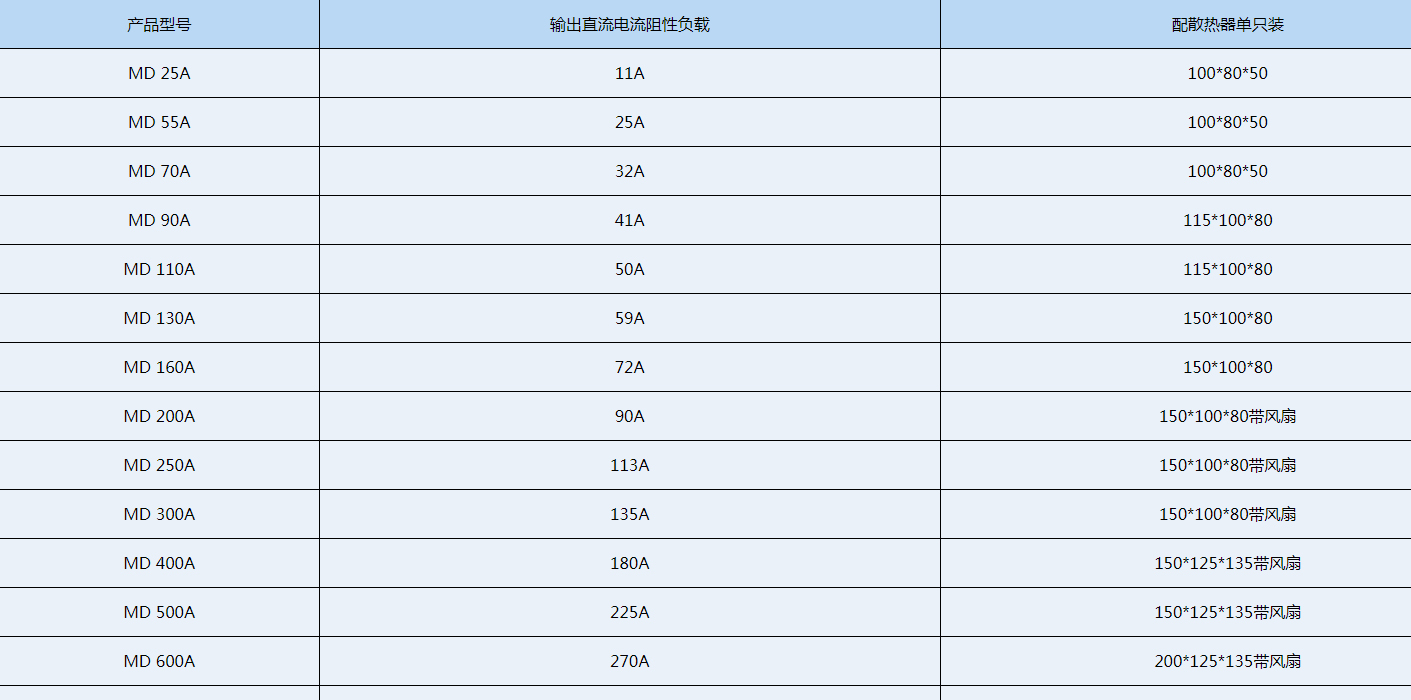 产品型号 输出直流电流阻性负载 配散热器单只装
MD 25A 11A 100*80*50
MD 55A 25A 100*80*50
MD 70A 32A 100*80*50
MD 90A 41A 115*100*80
MD 110A 50A 115*100*80
MD 130A 59A 150*100*80
MD 160A 72A 150*100*80
MD 200A 90A 150*100*80带风扇
MD 250A 113A 150*100*80带风扇
MD 300A 135A 150*100*80带风扇
MD 400A 180A 150*125*135带风扇
MD 500A 225A 150*125*135带风扇
MD 600A 270A 200*125*135带风扇